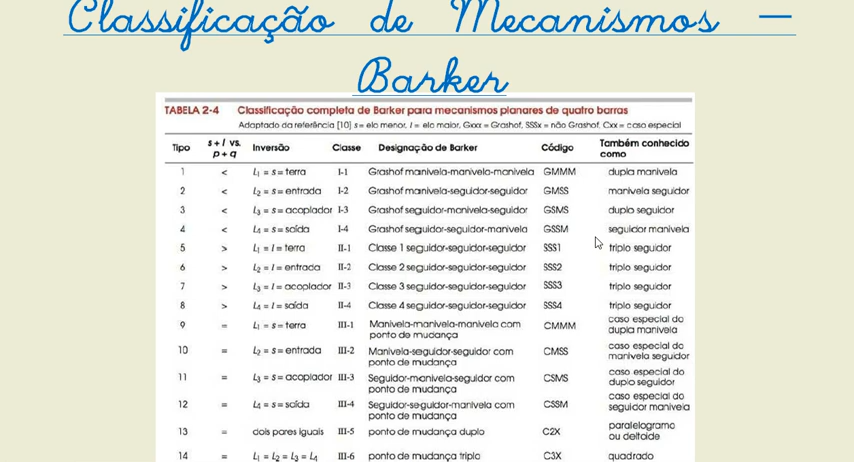 Classificação de Mecanismos –
Barker
TABELA 2-4 Classificação completa de Barker para mecanismos planares de quatro barras
Adaptado da referência [10] s = elo menor, l = elo maior, Gxxx = Grashof, SSSx = não Grashof, Cxx = caso especial
Tipo s + l vs. p + q Inversão Classe Designação de Barker Código Também conhecido como
1 < L₁ = s = terra I-1 Grashof manivela-manivela-manivela GMMM dupla manivela
2 < L₂ = s = entrada I-2 Grashof manivela-seguidor-seguidor GMSS manivela seguidor
3 < L₃ = s = acoplador I-3 Grashof seguidor-manivela-seguidor GSMS duplo seguidor
4 < L₄ = s = saída I-4 Grashof seguidor-seguidor-manivela GSSM seguidor manivela
5 > L₁ = l = terra II-1 Classe 1 seguidor-seguidor-seguidor SSS1 triplo seguidor
6 > L₂ = l = entrada II-2 Classe 2 seguidor-seguidor-seguidor SSS2 triplo seguidor
7 > L₃ = l = acoplador II-3 Classe 3 seguidor-seguidor-seguidor SSS3 triplo seguidor
8 > L₄ = l = saída II-4 Classe 4 seguidor-seguidor-seguidor SSS4 triplo seguidor
9 = L₁ = s = terra III-1 Manivela-manivela-manivela com ponto de mudança CMMM caso especial do dupla manivela
10 = L₂ = s = entrada III-2 Manivela-seguidor-seguidor com ponto de mudança CMSS caso especial do manivela seguidor
11 = L₃ = s = acoplador III-3 Seguidor-manivela-seguidor com ponto de mudança CSMS caso especial do duplo seguidor
12 = L₄ = s = saída III-4 Seguidor-seguidor-manivela com ponto de mudança CSSM caso especial do seguidor manivela
13 = dois pares iguais III-5 ponto de mudança duplo C2X paralelogramo ou deltoide
14 = L₁ = L₂ = L₃ = L₄ III-6 ponto de mudança triplo C3X quadrado